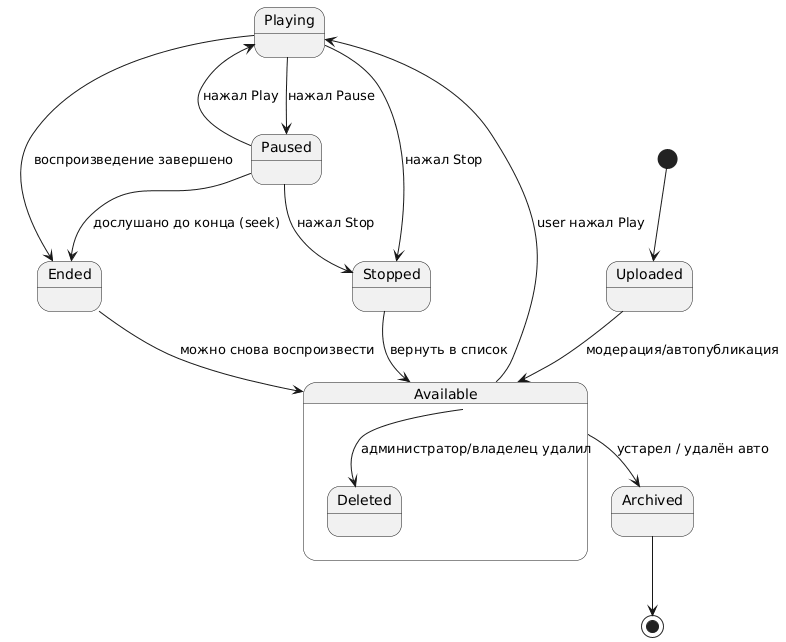 Playing
нажал Play
нажал Pause
Paused
воспроизведение завершено
нажал Stop
дослушано до конца (seek)
нажал Stop
user нажал Play
Ended
Stopped
Uploaded
можно снова воспроизвести
вернуть в список
модерация/автопубликация
Available
администратор/владелец удалил
устарел / удалён авто
Deleted
Archived